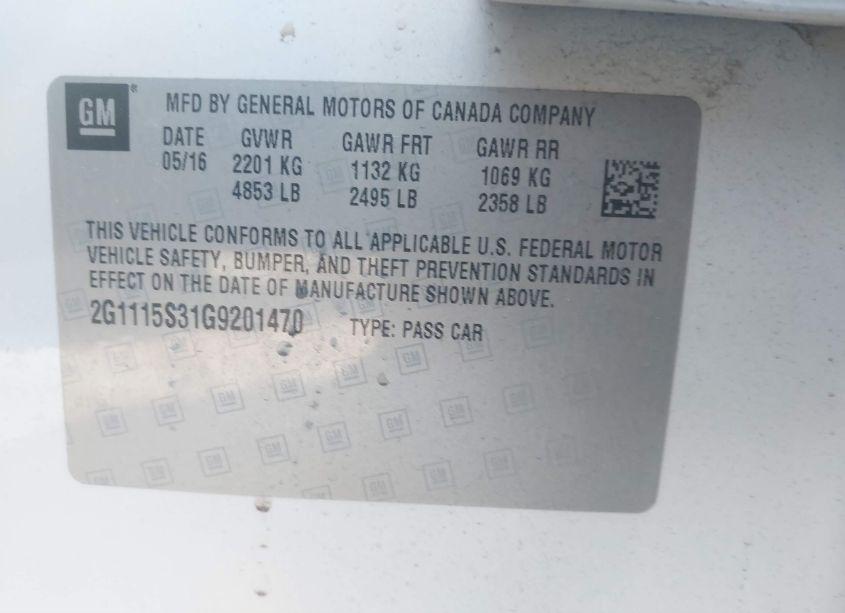 GM
MFD BY GENERAL MOTORS OF CANADA COMPANY
DATE GVWR GAWR FRT GAWR RR
05/16 2201 KG 1132 KG 1069 KG
4853 LB 2495 LB 2358 LB
THIS VEHICLE CONFORMS TO ALL APPLICABLE U.S. FEDERAL MOTOR
VEHICLE SAFETY, BUMPER, AND THEFT PREVENTION STANDARDS IN
EFFECT ON THE DATE OF MANUFACTURE SHOWN ABOVE.
2G1115S31G9201470 TYPE: PASS CAR